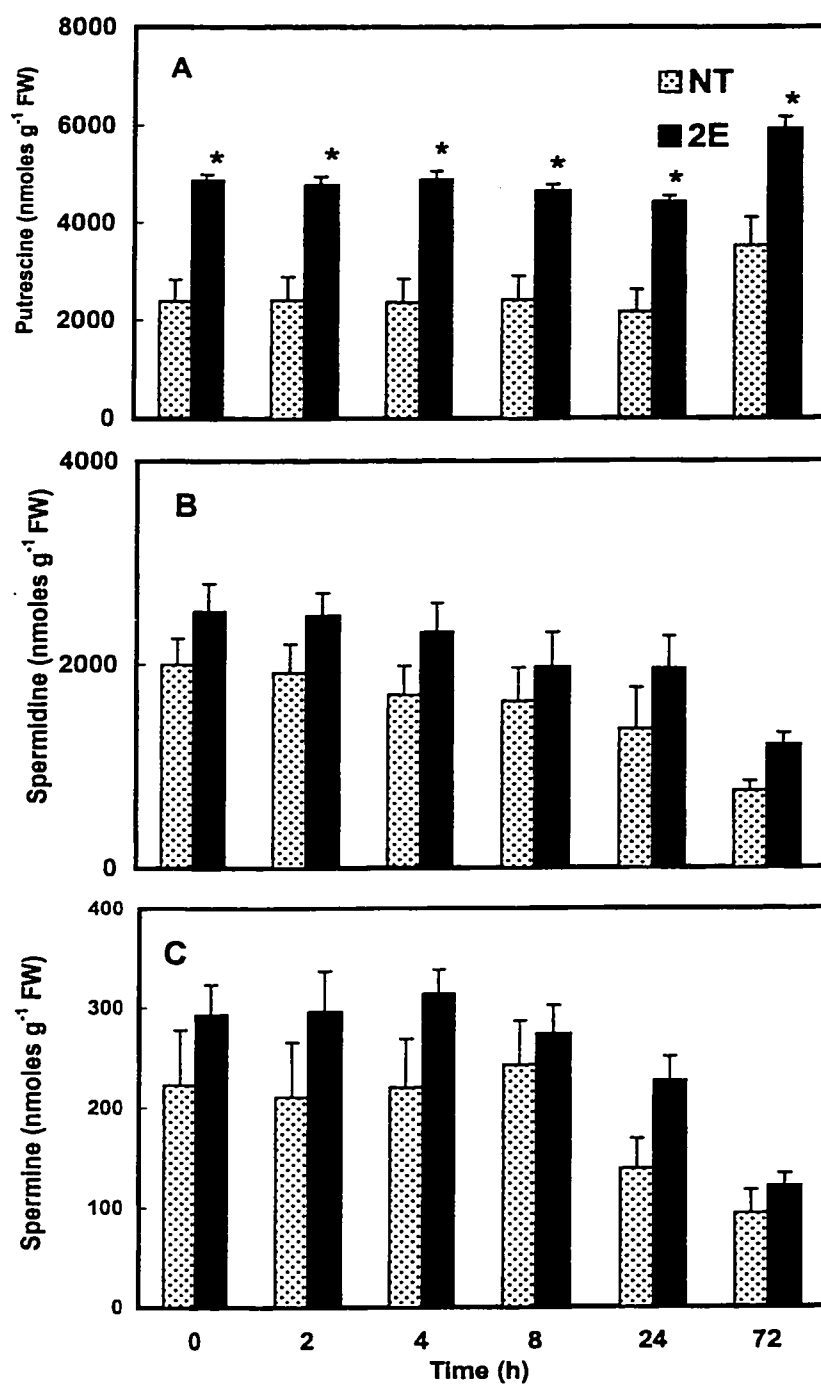 8000
A
NT
*
6000
2E
* * * * *
4000
2000
0
Putrescine (nmoles g-1 FW)
4000
B
2000
0
Spermidine (nmoles g-1 FW)
400
C
300
200
100
0
Spermine (nmoles g-1 FW)
0 2 4 8 24 72
Time (h)